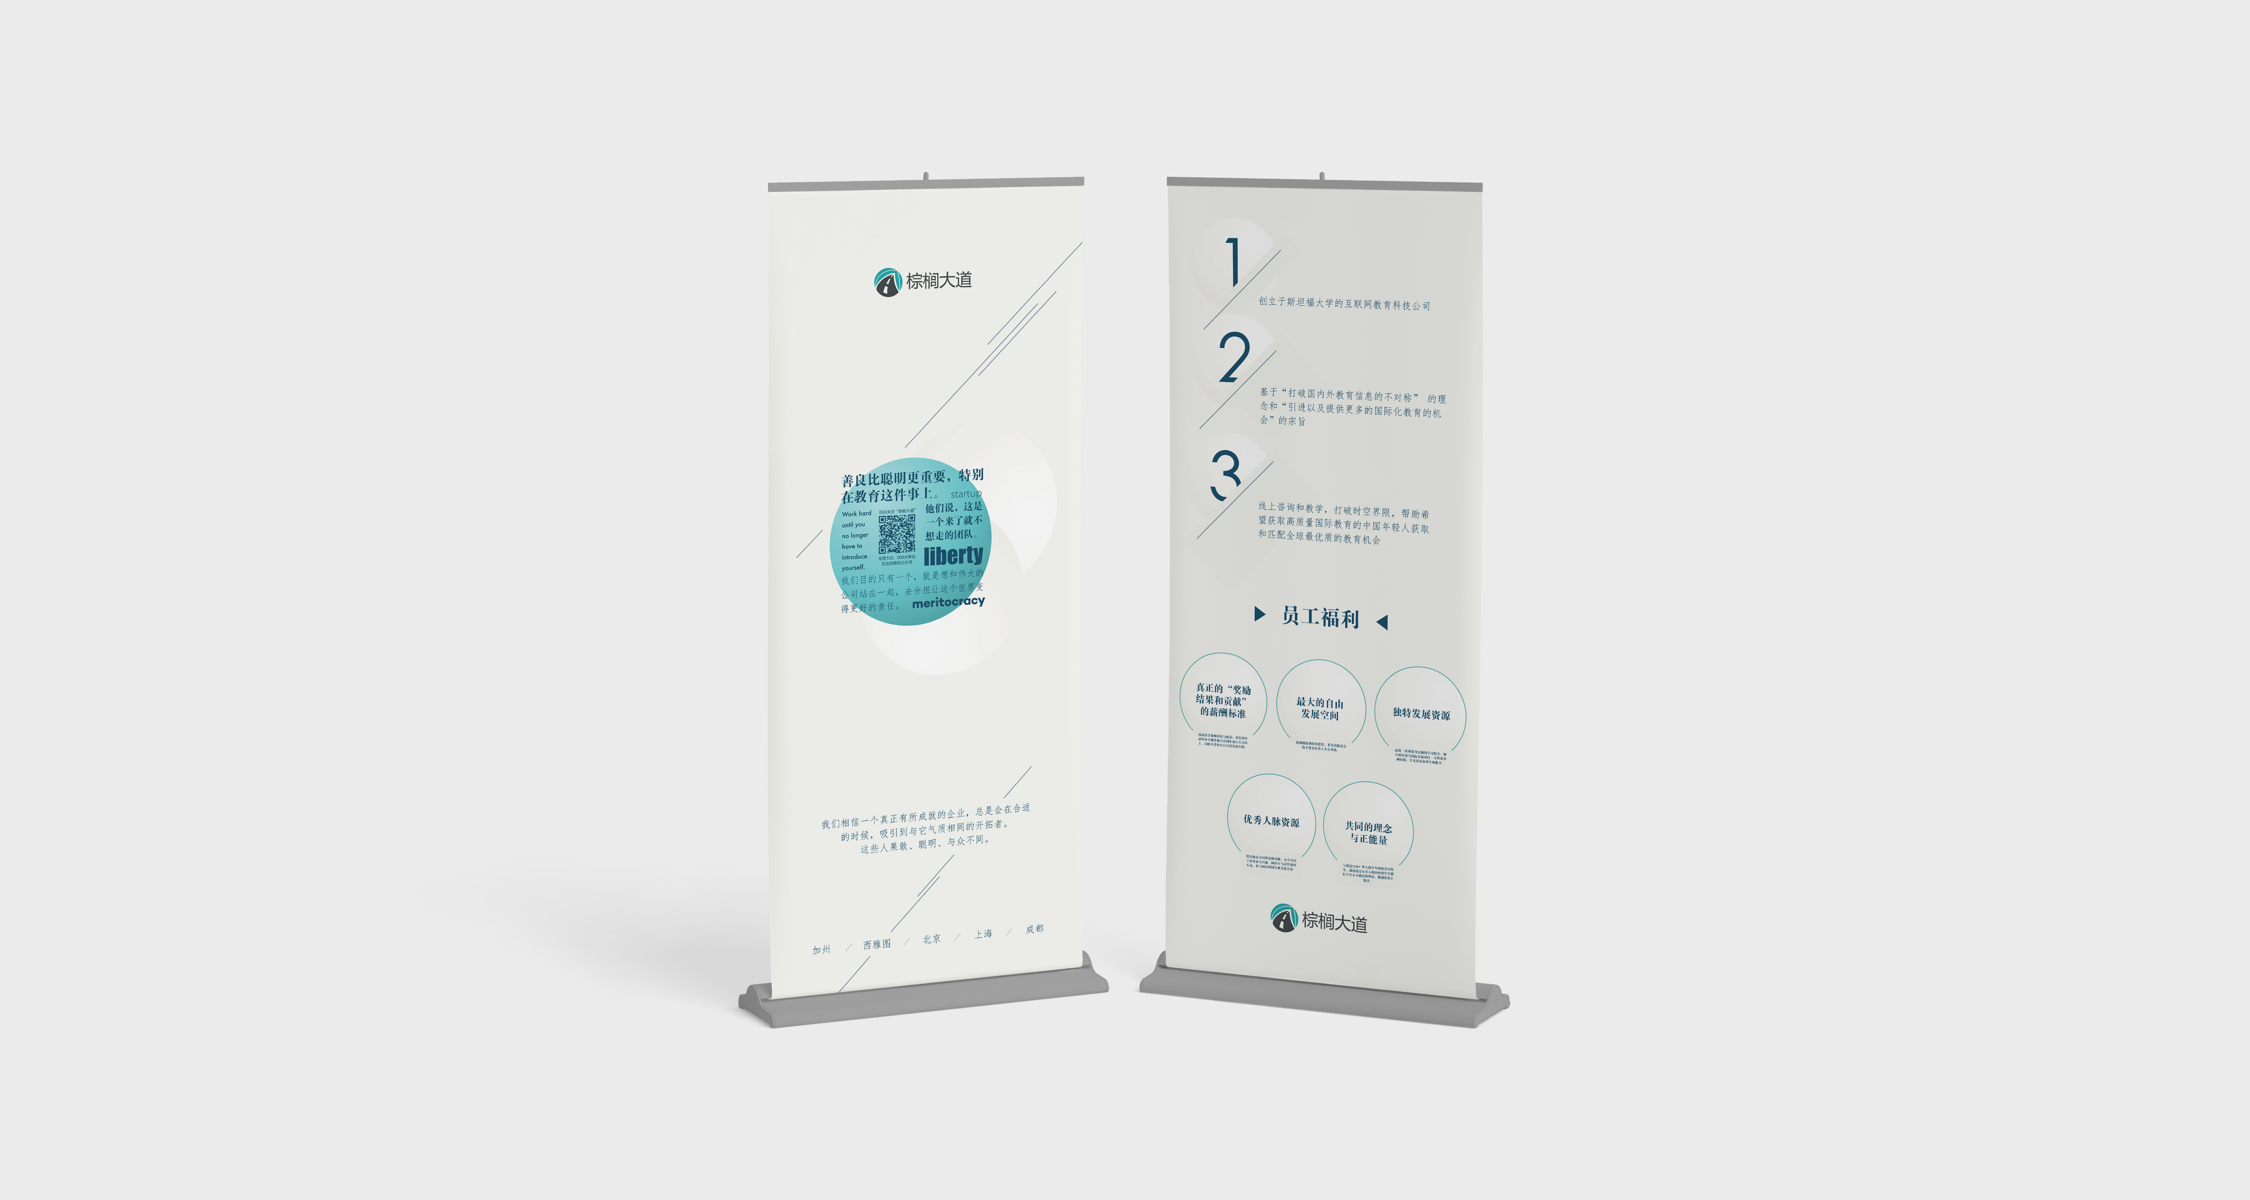 棕榈大道
善良比聪明更重要，特别
在教育这件事上。 startup
Work hard
until you
no longer
have to
introduce
yourself.
他们说，这是
一个来了就不
想走的团队。
liberty
我们目的只有一个，就是想和伟大的
公司站在一起，去分担让这个世界变
得更好的责任。 meritocracy
我们相信一个真正有所成就的企业，总是会在合适
的时候，吸引到与它气质相同的开拓者。
这些人果敢、聪明、与众不同。
加州 / 西雅图 / 北京 / 上海 / 成都
1
创立于斯坦福大学的互联网教育科技公司
2
基于“打破国内外教育信息的不对称” 的理
念和“引进以及提供更多的国际化教育的机
会”的宗旨
3
线上咨询和教学，打破时空界限，帮助希
望获取高质量国际教育的中国年轻人获取
和匹配全球最优质的教育机会
员工福利
真正的“奖励
结果和贡献”
的薪酬标准
最大的自由
发展空间
独特发展资源
优秀人脉资源
共同的理念
与正能量
棕榈大道